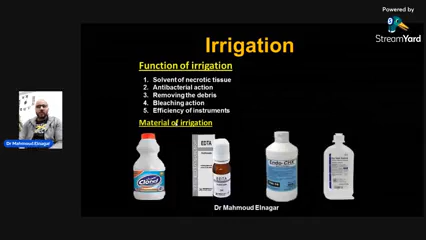 Powered by
StreamYard
Irrigation
Function of irrigation
1. Solvent of necrotic tissue
2. Antibacterial action
3. Removing the debris
4. Bleaching action
5. Efficiency of instruments
Material of irrigation
EDTA
EDTA
Endo-CHX
Dr Mahmoud Elnagar
Dr Mahmoud Elnagar